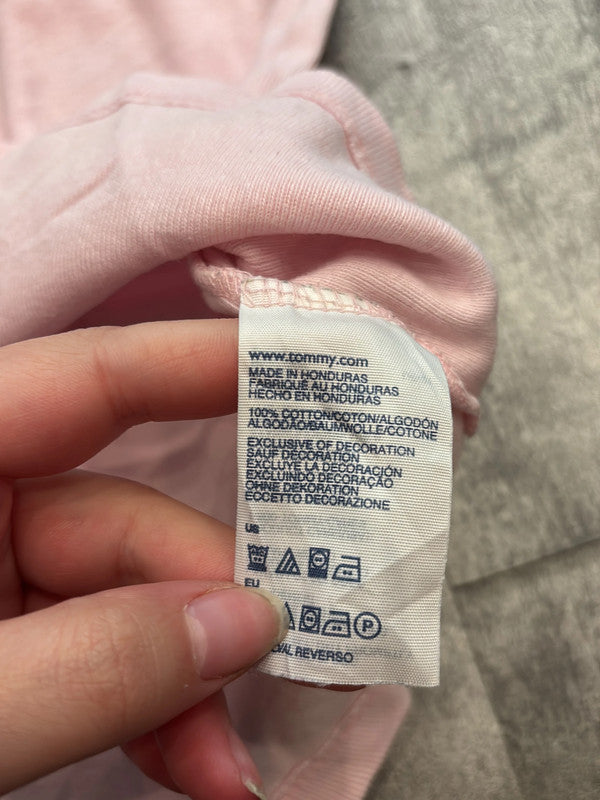 www.tommy.com
MADE IN HONDURAS
FABRIQUÉ AU HONDURAS
HECHO EN HONDURAS
100% COTTON/COTON/ALGODÓN
ALGODÃO/BAUMWOLLE/COTONE
EXCLUSIVE OF DECORATION
SAUF DECORATION
EXCLUYE LA DECORACIÓN
EXCLUINDO DECORAÇÃO
OHNE DEKORATION
ECCETTO DECORAZIONE
US
EU
P
REVERSO